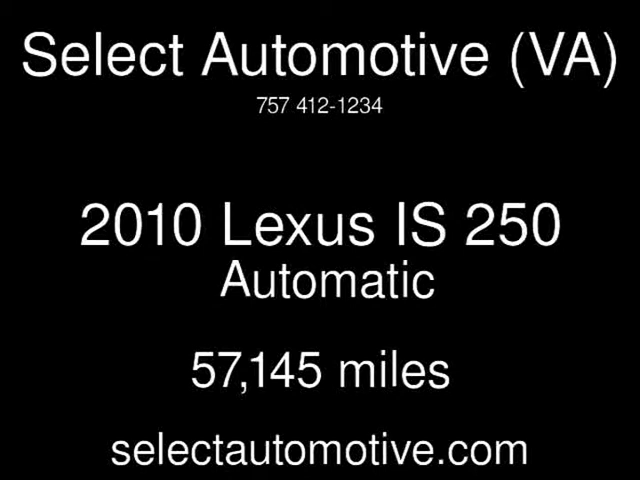 Select Automotive (VA)
757 412-1234
2010 Lexus IS 250
Automatic
57,145 miles
selectautomotive.com